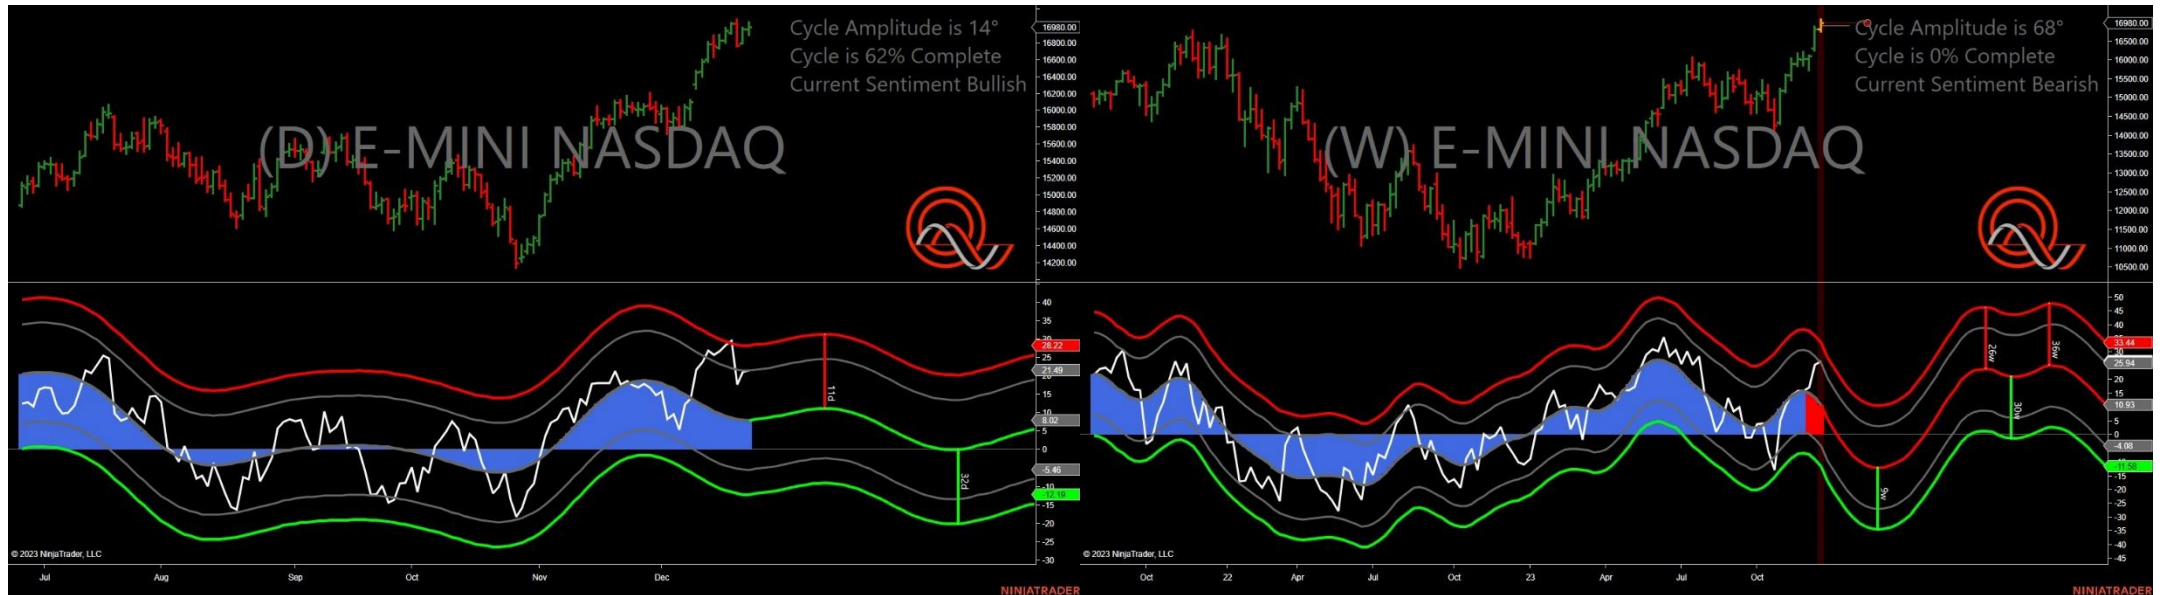 Cycle Amplitude is 14°
Cycle is 62% Complete
Current Sentiment Bullish
(D) E-MINI NASDAQ
16980.00
16800.00
16600.00
16400.00
16200.00
16000.00
15800.00
15600.00
15400.00
15200.00
15000.00
14800.00
14600.00
14400.00
14200.00
40
35
28.22
25
21.49
15
10
8.02
5
0
-5.46
-10
-12.19
-15
-20
-25
-30
11d
32d
© 2023 NinjaTrader, LLC
Jul
Aug
Sep
Oct
Nov
Dec
NINJATRADER
Cycle Amplitude is 68°
Cycle is 0% Complete
Current Sentiment Bearish
(W) E-MINI NASDAQ
16980.00
16500.00
16000.00
15500.00
15000.00
14500.00
14000.00
13500.00
13000.00
12500.00
12000.00
11500.00
11000.00
10500.00
50
45
40
33.44
30
25.94
20
15
10.93
5
0
-4.08
-11.58
-15
-20
-25
-30
-35
-40
-45
26w
36w
30w
9w
© 2023 NinjaTrader, LLC
Oct
22
Apr
Jul
Oct
23
Apr
Jul
Oct
NINJATRADER